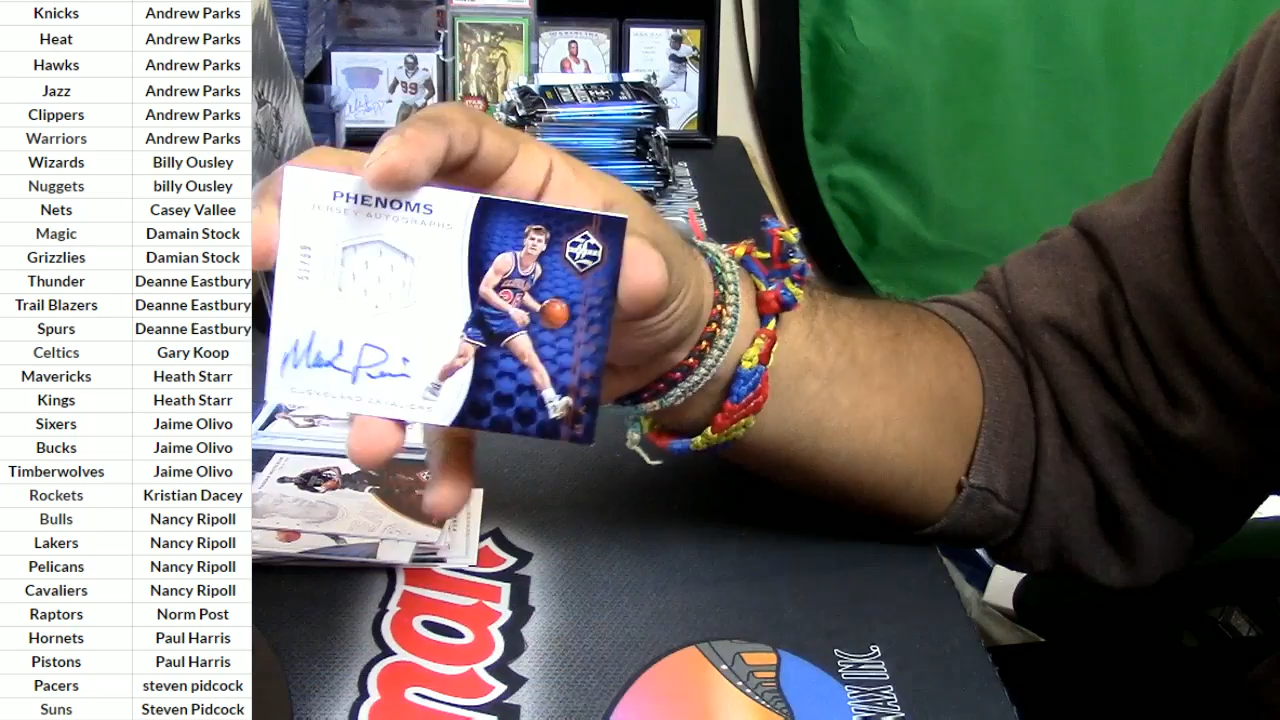 Knicks Andrew Parks
Heat Andrew Parks
Hawks Andrew Parks
Jazz Andrew Parks
Clippers Andrew Parks
Warriors Andrew Parks
Wizards Billy Ousley
Nuggets billy Ousley
Nets Casey Vallee
Magic Damain Stock
Grizzlies Damian Stock
Thunder Deanne Eastbury
Trail Blazers Deanne Eastbury
Spurs Deanne Eastbury
Celtics Gary Koop
Mavericks Heath Starr
Kings Heath Starr
Sixers Jaime Olivo
Bucks Jaime Olivo
Timberwolves Jaime Olivo
Rockets Kristian Dacey
Bulls Nancy Ripoll
Lakers Nancy Ripoll
Pelicans Nancy Ripoll
Cavaliers Nancy Ripoll
Raptors Norm Post
Hornets Paul Harris
Pistons Paul Harris
Pacers steven pidcock
Suns Steven Pidcock
PHENOMS
JERSEY AUTOGRAPHS
CLEVELAND CAVALIERS
99
WAX INC.